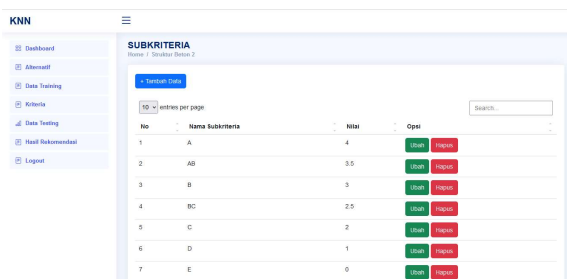 KNN
Dashboard
Alternatif
Data Training
Kriteria
Data Testing
Hasil Rekomendasi
Logout
SUBKRITERIA
Home / Struktur Beton 2
+ Tambah Data
10 entries per page
Search...
No Nama Subkriteria Nilai Opsi
1 A 4 Ubah Hapus
2 AB 3.5 Ubah Hapus
3 B 3 Ubah Hapus
4 BC 2.5 Ubah Hapus
5 C 2 Ubah Hapus
6 D 1 Ubah Hapus
7 E 0 Ubah Hapus